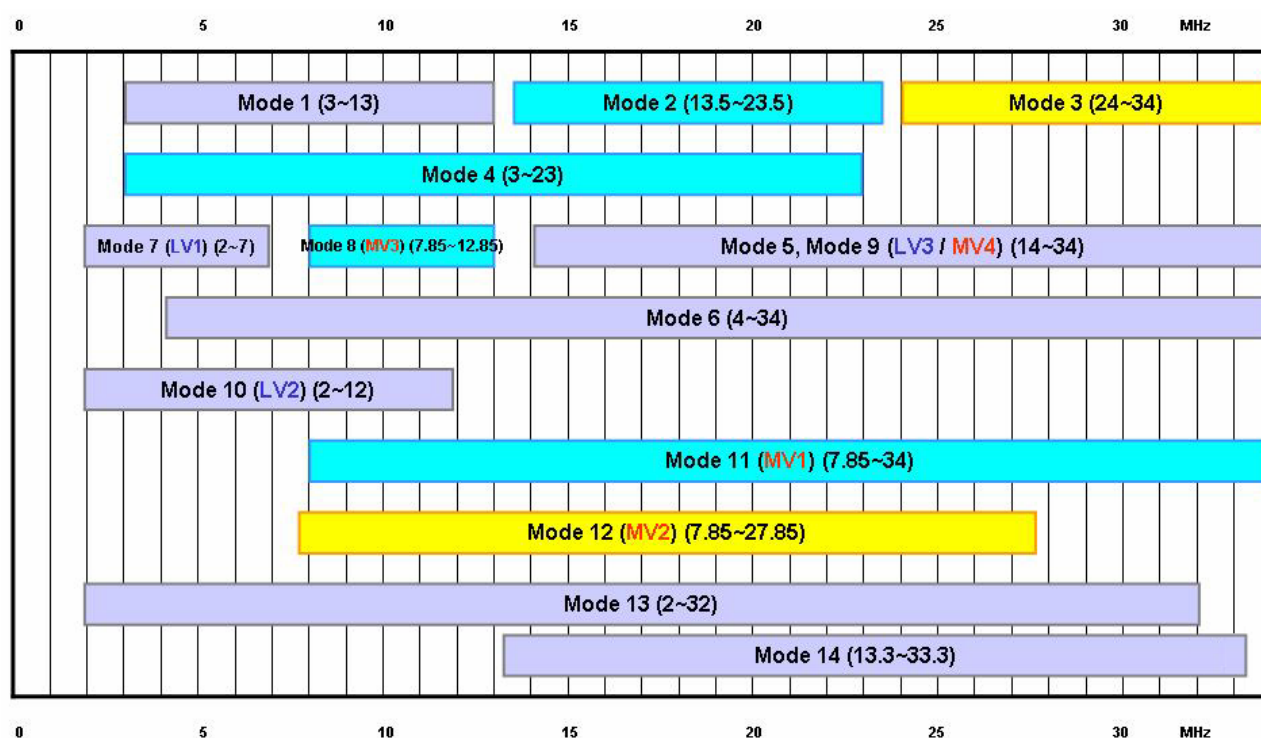 0 5 10 15 20 25 30 MHz
Mode 1 (3~13) Mode 2 (13.5~23.5) Mode 3 (24~34)
Mode 4 (3~23)
Mode 7 (LV1) (2~7) Mode 8 (MV3) (7.85~12.85) Mode 5, Mode 9 (LV3 / MV4) (14~34)
Mode 6 (4~34)
Mode 10 (LV2) (2~12)
Mode 11 (MV1) (7.85~34)
Mode 12 (MV2) (7.85~27.85)
Mode 13 (2~32)
Mode 14 (13.3~33.3)
0 5 10 15 20 25 30 MHz